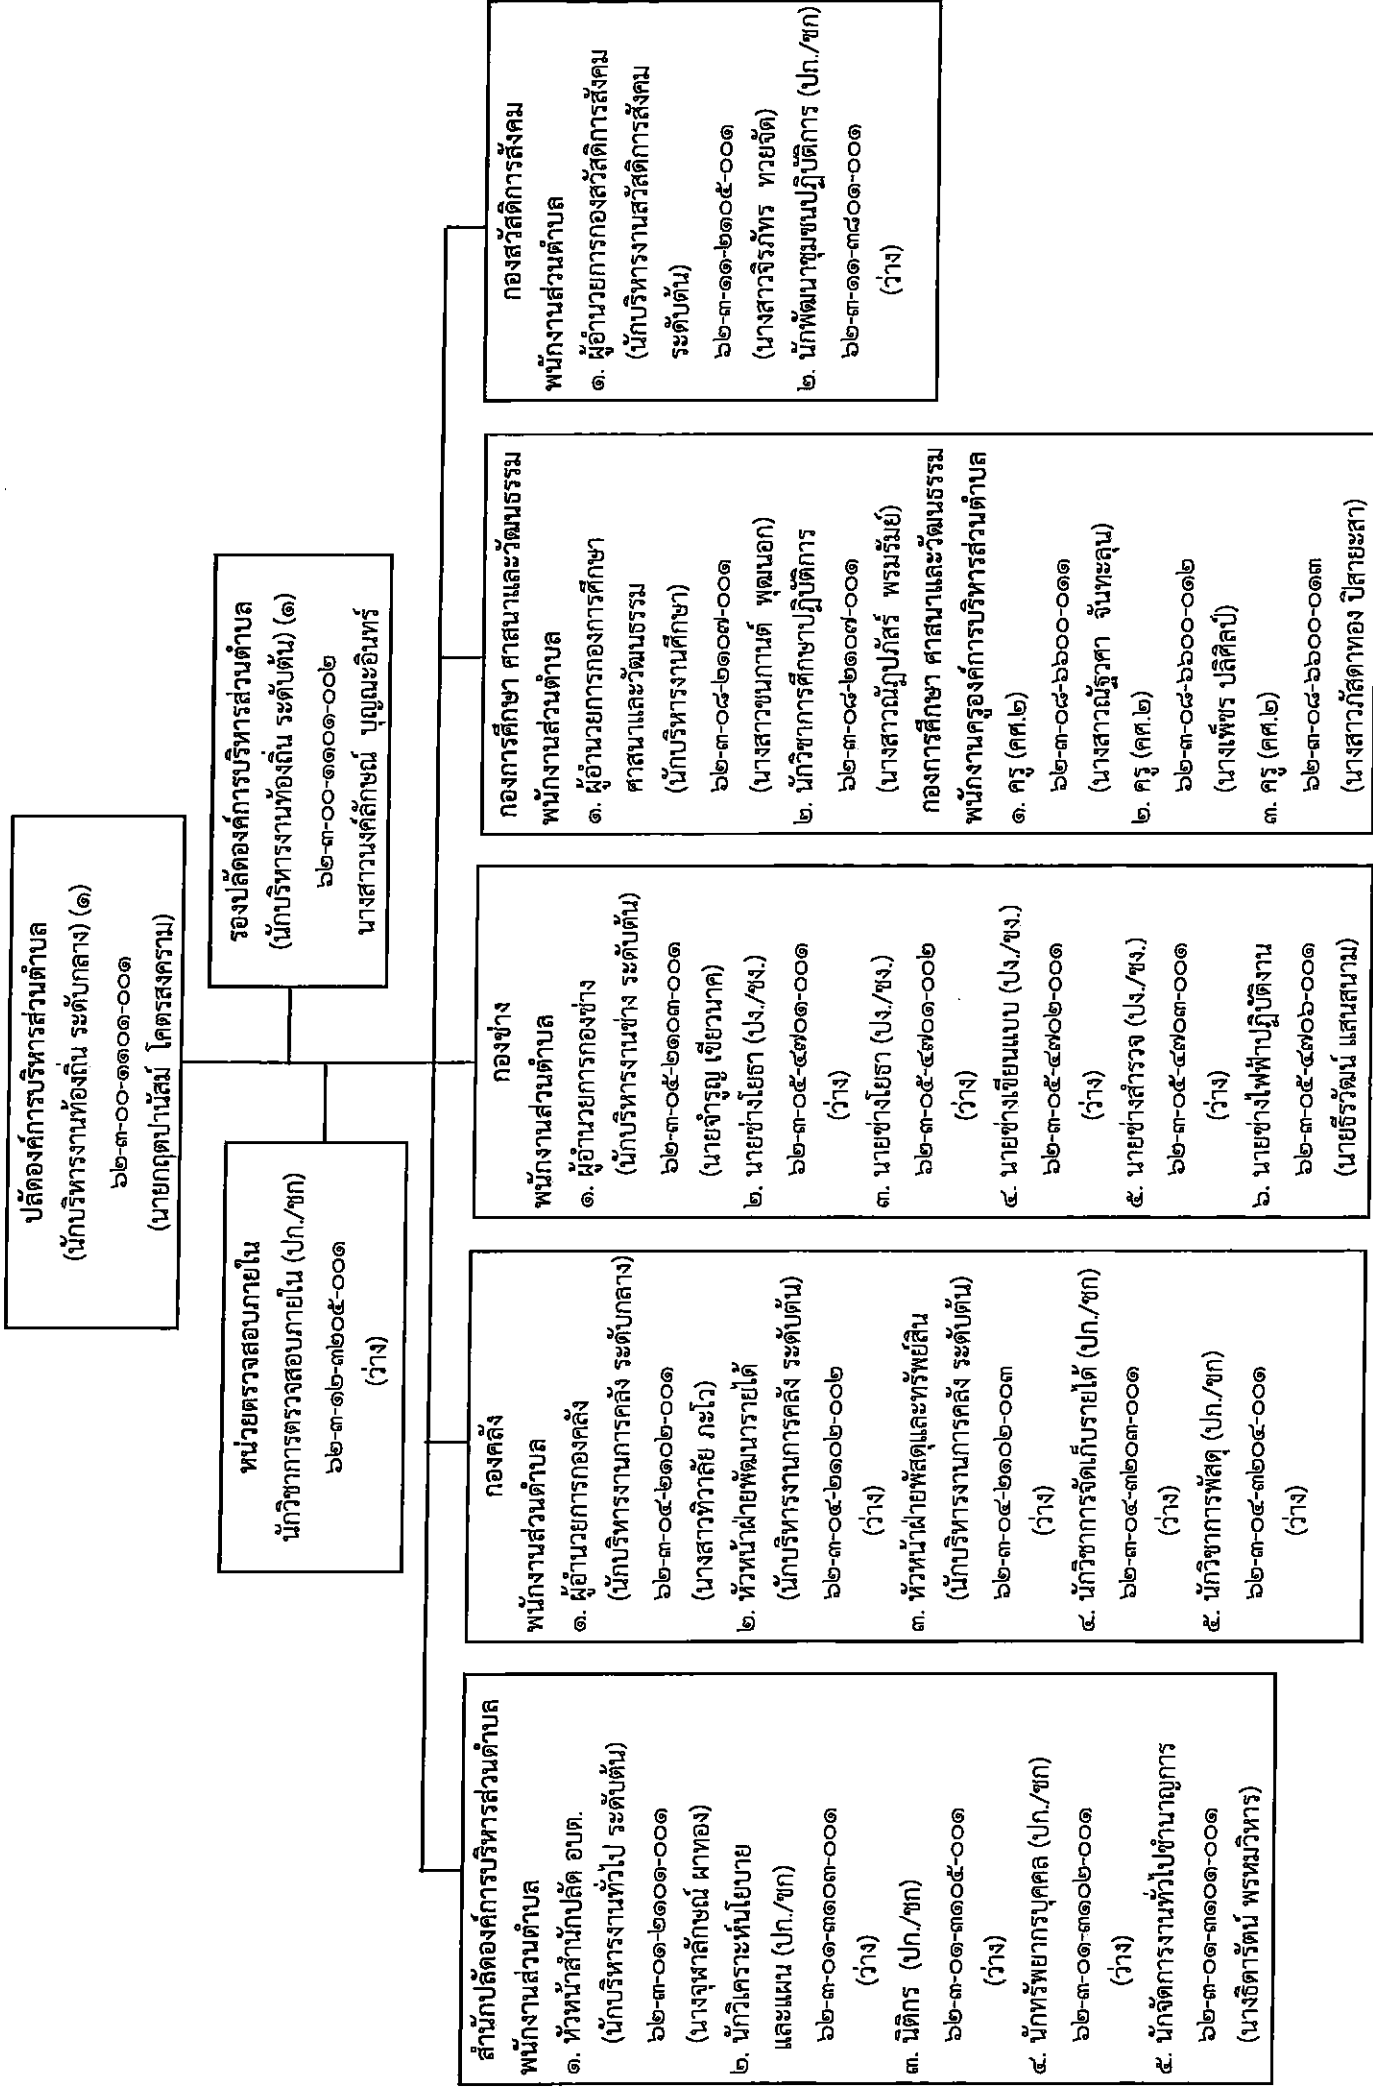 ปลัดองค์การบริหารส่วนตำบล
(นักบริหารงานท้องถิ่น ระดับกลาง) (๑)
๖๒-๓-๐๐-๑๑๐๑-๐๐๑
(นายกฤตปานัสม์ โคตรสงคราม)
หน่วยตรวจสอบภายใน
นักวิชาการตรวจสอบภายใน (ปก./ชก)
๖๒-๓-๑๒-๓๒๐๕-๐๐๑
(ว่าง)
รองปลัดองค์การบริหารส่วนตำบล
(นักบริหารงานท้องถิ่น ระดับต้น) (๑)
๖๒-๓-๐๐-๑๑๐๑-๐๐๒
นางสาวนงค์ลักษณ์ บุญณะอินทร์
สำนักปลัดองค์การบริหารส่วนตำบล
พนักงานส่วนตำบล
๑. หัวหน้าสำนักปลัด อบต.
(นักบริหารงานทั่วไป ระดับต้น)
๖๒-๓-๐๑-๒๑๐๑-๐๐๑
(นางจุฬาลักษณ์ ผาทอง)
๒. นักวิเคราะห์นโยบาย
และแผน (ปก./ชก)
๖๒-๓-๐๑-๓๑๐๓-๐๐๑
(ว่าง)
๓. นิติกร (ปก./ชก)
๖๒-๓-๐๑-๓๑๐๕-๐๐๑
(ว่าง)
๔. นักทรัพยากรบุคคล (ปก./ชก)
๖๒-๓-๐๑-๓๑๐๒-๐๐๑
(ว่าง)
๕. นักจัดการงานทั่วไปชำนาญการ
๖๒-๓-๐๑-๓๑๐๑-๐๐๑
(นางธิดารัตน์ พรหมวิหาร)
กองคลัง
พนักงานส่วนตำบล
๑. ผู้อำนวยการกองคลัง
(นักบริหารงานการคลัง ระดับกลาง)
๖๒-๓-๐๔-๒๑๐๒-๐๐๑
(นางสาวทิวาลัย ภะโว)
๒. หัวหน้าฝ่ายพัฒนารายได้
(นักบริหารงานการคลัง ระดับต้น)
๖๒-๓-๐๔-๒๑๐๒-๐๐๒
(ว่าง)
๓. หัวหน้าฝ่ายพัสดุและทรัพย์สิน
(นักบริหารงานการคลัง ระดับต้น)
๖๒-๓-๐๔-๒๑๐๒-๐๐๓
(ว่าง)
๔. นักวิชาการจัดเก็บรายได้ (ปก./ชก)
๖๒-๓-๐๔-๓๒๐๓-๐๐๑
(ว่าง)
๕. นักวิชาการพัสดุ (ปก./ชก)
๖๒-๓-๐๔-๓๒๐๔-๐๐๑
(ว่าง)
กองช่าง
พนักงานส่วนตำบล
๑. ผู้อำนวยการกองช่าง
(นักบริหารงานช่าง ระดับต้น)
๖๒-๓-๐๕-๒๑๐๓-๐๐๑
(นายจำรูญ เขียวนาค)
๒. นายช่างโยธา (ปง./ชง.)
๖๒-๓-๐๕-๔๗๐๑-๐๐๑
(ว่าง)
๓. นายช่างโยธา (ปง./ชง.)
๖๒-๓-๐๕-๔๗๐๑-๐๐๒
(ว่าง)
๔. นายช่างเขียนแบบ (ปง./ชง.)
๖๒-๓-๐๕-๔๗๐๒-๐๐๑
(ว่าง)
๕. นายช่างสำรวจ (ปง./ชง.)
๖๒-๓-๐๕-๔๗๐๓-๐๐๑
(ว่าง)
๖. นายช่างไฟฟ้าปฏิบัติงาน
๖๒-๓-๐๕-๔๗๐๖-๐๐๑
(นายธีรวัฒน์ แสนสนาม)
กองการศึกษา ศาสนาและวัฒนธรรม
พนักงานส่วนตำบล
๑. ผู้อำนวยการกองการศึกษา
ศาสนาและวัฒนธรรม
(นักบริหารงานศึกษา)
๖๒-๓-๐๘-๒๑๐๗-๐๐๑
(นางสาวชนกานต์ พุฒนอก)
๒. นักวิชาการศึกษาปฏิบัติการ
๖๒-๓-๐๘-๒๑๐๗-๐๐๑
(นางสาวณัฏปภัสร์ พรมรัมย์)
กองการศึกษา ศาสนาและวัฒนธรรม
พนักงานครูองค์การบริหารส่วนตำบล
๑. ครู (คศ.๒)
๖๒-๓-๐๘-๖๖๐๐-๐๑๑
(นางสาวณัฐวศา จันทะลุน)
๒. ครู (คศ.๒)
๖๒-๓-๐๘-๖๖๐๐-๐๑๒
(นางเพ็ชร ปลิศิลป์)
๓. ครู (คศ.๒)
๖๒-๓-๐๘-๖๖๐๐-๐๑๓
(นางสาวภัสดาทอง ปิสายะสา)
กองสวัสดิการสังคม
พนักงานส่วนตำบล
๑. ผู้อำนวยการกองสวัสดิการสังคม
(นักบริหารงานสวัสดิการสังคม
ระดับต้น)
๖๒-๓-๑๑-๒๑๐๕-๐๐๑
(นางสาวจิรภัทร ทวยจัด)
๒. นักพัฒนาชุมชนปฏิบัติการ (ปก./ชก)
๖๒-๓-๑๑-๓๘๐๑-๐๐๑
(ว่าง)